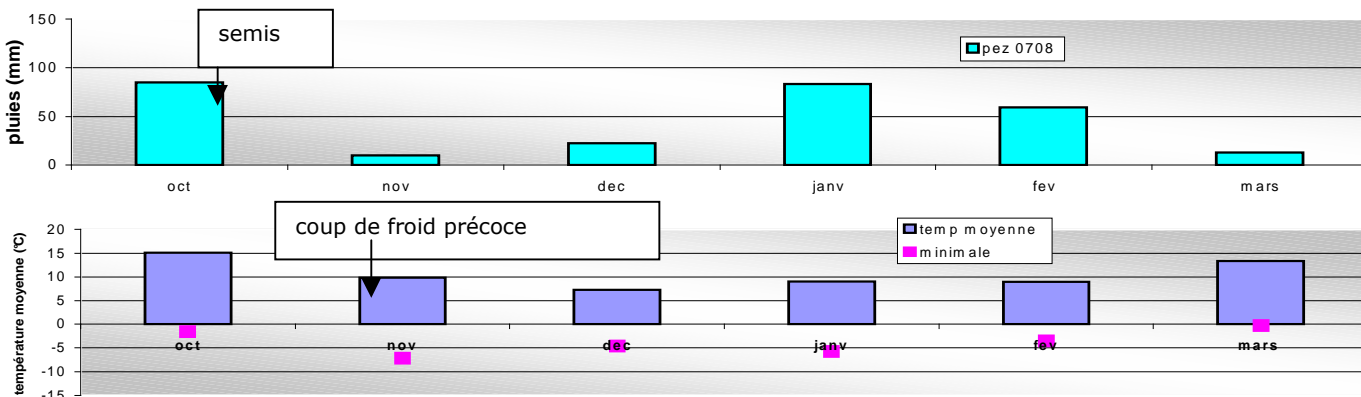 150
semis
pez 0708
100
pluies (mm)
50
0
oct nov dec janv fev mars
20
coup de froid précoce
temp moyenne
minimale
15
10
5
0
température moyenne (°C)
oct nov dec janv fev mars
-5
-10
-15